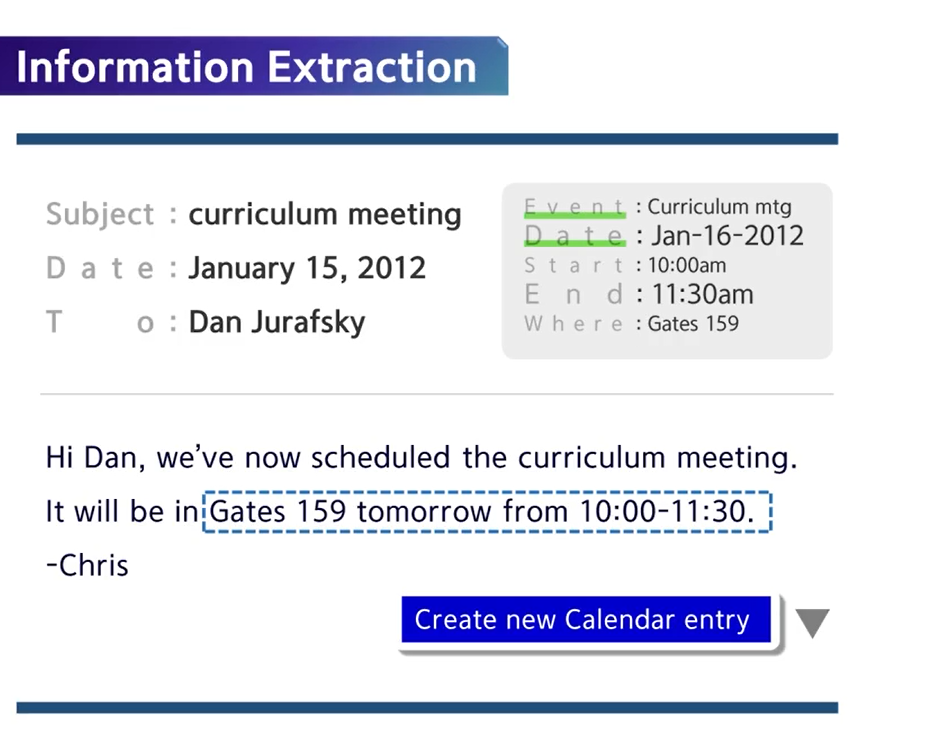 Information Extraction
Subject : curriculum meeting
Date : January 15, 2012
To : Dan Jurafsky
Event : Curriculum mtg
Date : Jan-16-2012
Start : 10:00am
End : 11:30am
Where : Gates 159
Hi Dan, we’ve now scheduled the curriculum meeting.
It will be in Gates 159 tomorrow from 10:00-11:30.
-Chris
Create new Calendar entry